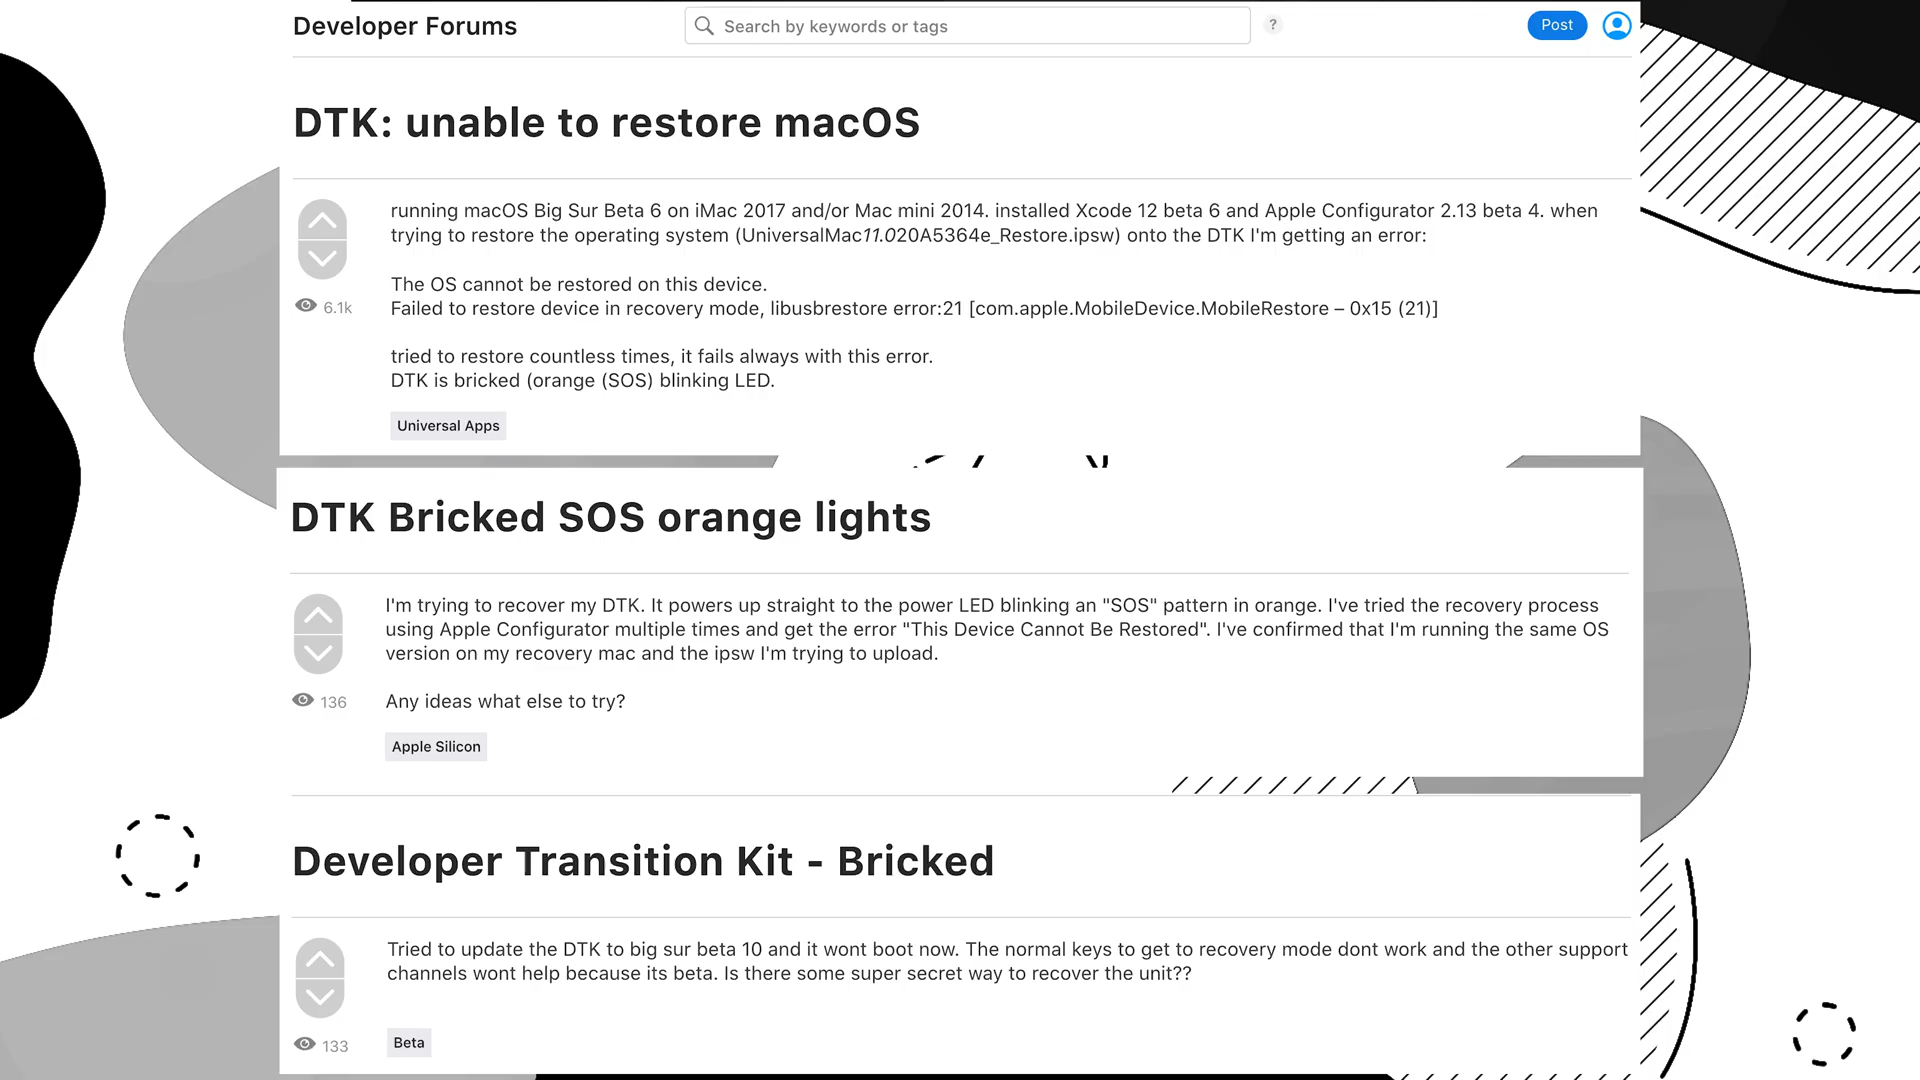 Developer Forums
Search by keywords or tags
?
Post
DTK: unable to restore macOS
running macOS Big Sur Beta 6 on iMac 2017 and/or Mac mini 2014. installed Xcode 12 beta 6 and Apple Configurator 2.13 beta 4. when
trying to restore the operating system (UniversalMac11.020A5364e_Restore.ipsw) onto the DTK I'm getting an error:
The OS cannot be restored on this device.
6.1k
Failed to restore device in recovery mode, libusbrestore error:21 [com.apple.MobileDevice.MobileRestore – 0x15 (21)]
tried to restore countless times, it fails always with this error.
DTK is bricked (orange (SOS) blinking LED.
Universal Apps
DTK Bricked SOS orange lights
I'm trying to recover my DTK. It powers up straight to the power LED blinking an "SOS" pattern in orange. I've tried the recovery process
using Apple Configurator multiple times and get the error "This Device Cannot Be Restored". I've confirmed that I'm running the same OS
version on my recovery mac and the ipsw I'm trying to upload.
136
Any ideas what else to try?
Apple Silicon
Developer Transition Kit - Bricked
Tried to update the DTK to big sur beta 10 and it wont boot now. The normal keys to get to recovery mode dont work and the other support
channels wont help because its beta. Is there some super secret way to recover the unit??
133
Beta